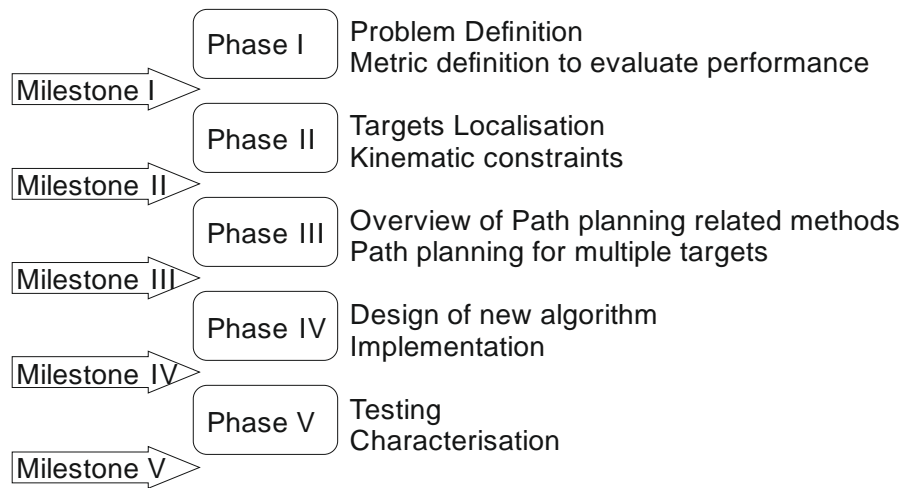 Phase I
Problem Definition
Metric definition to evaluate performance
Milestone I
Phase II
Targets Localisation
Kinematic constraints
Milestone II
Phase III
Overview of Path planning related methods
Path planning for multiple targets
Milestone III
Phase IV
Design of new algorithm
Implementation
Milestone IV
Phase V
Testing
Characterisation
Milestone V